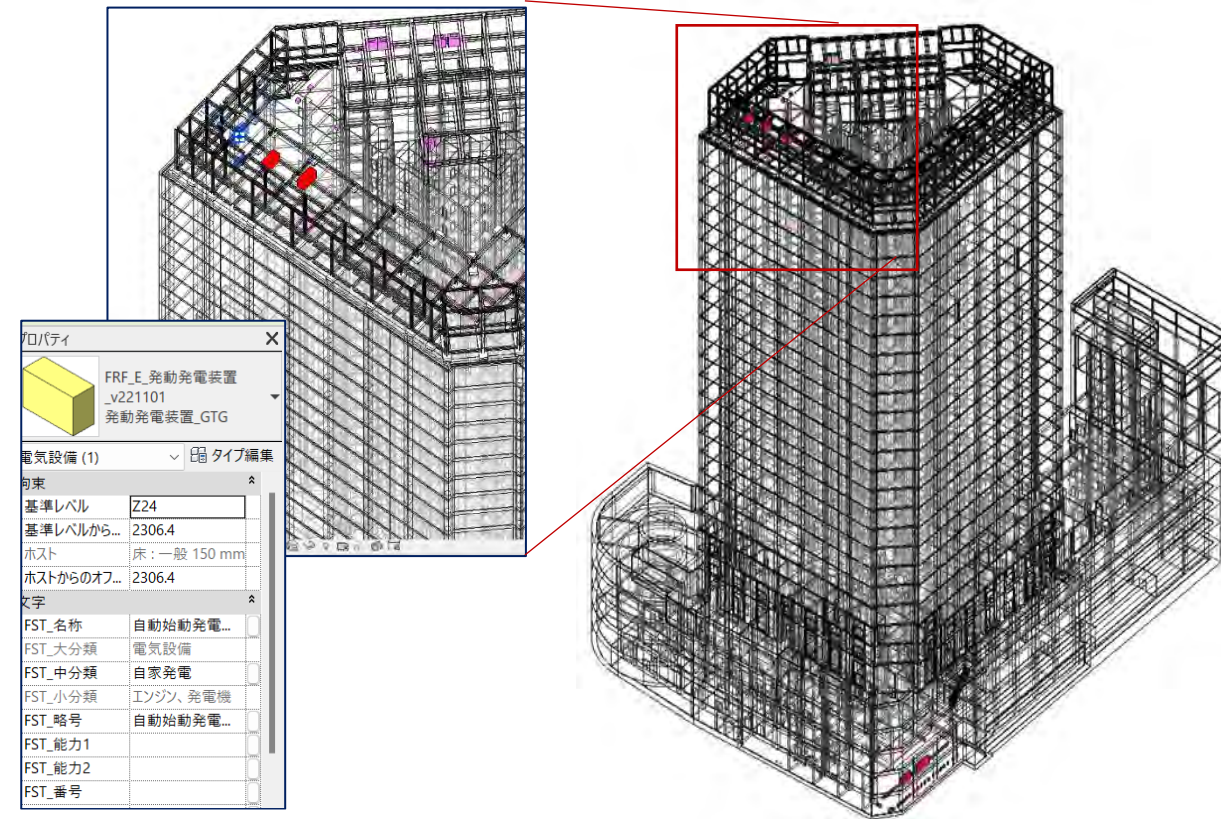 プロパティ
FRF_E_発動発電装置
_v221101
発動発電装置_GTG
電気設備 (1)
タイプ編集
拘束
基準レベル Z24
基準レベルから... 2306.4
ホスト 床 : 一般 150 mm
ホストからのオフ... 2306.4
文字
FST_名称 自動始動発電...
FST_大分類 電気設備
FST_中分類 自家発電
FST_小分類 エンジン、発電機
FST_略号 自動始動発電...
FST_能力1
FST_能力2
FST_番号